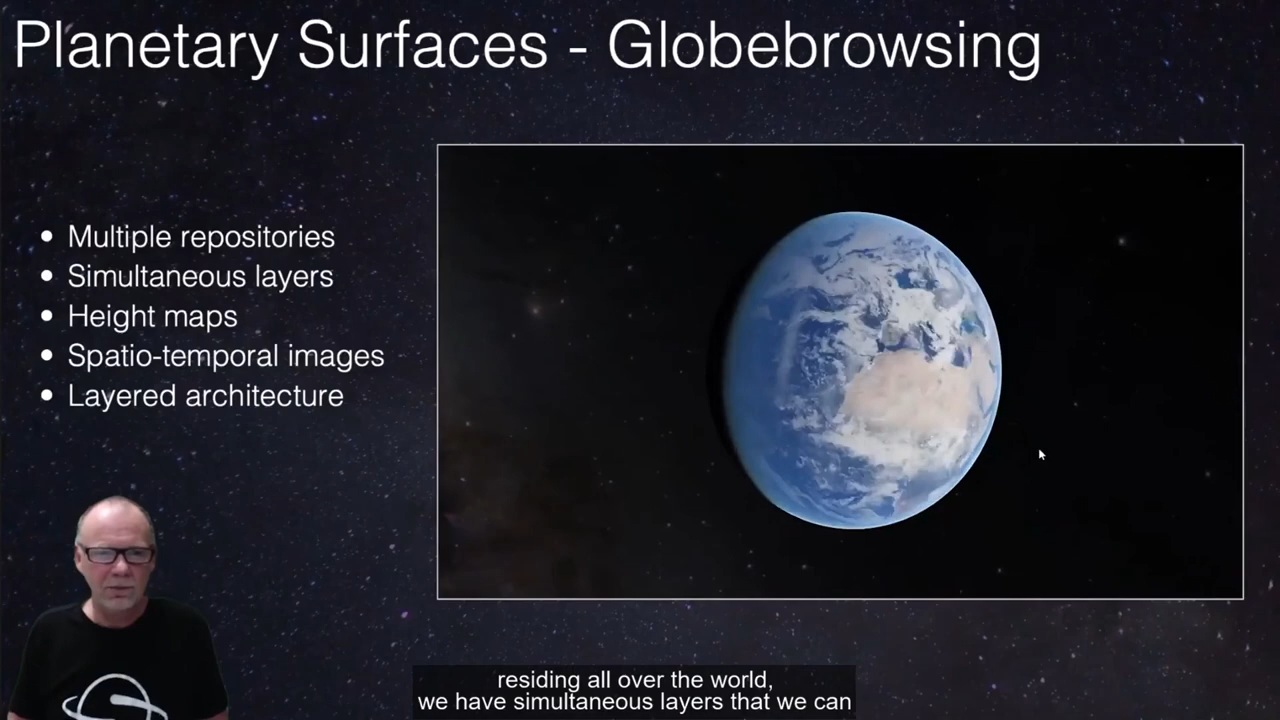 Planetary Surfaces - Globebrowsing
• Multiple repositories
• Simultaneous layers
• Height maps
• Spatio-temporal images
• Layered architecture
residing all over the world,
we have simultaneous layers that we can